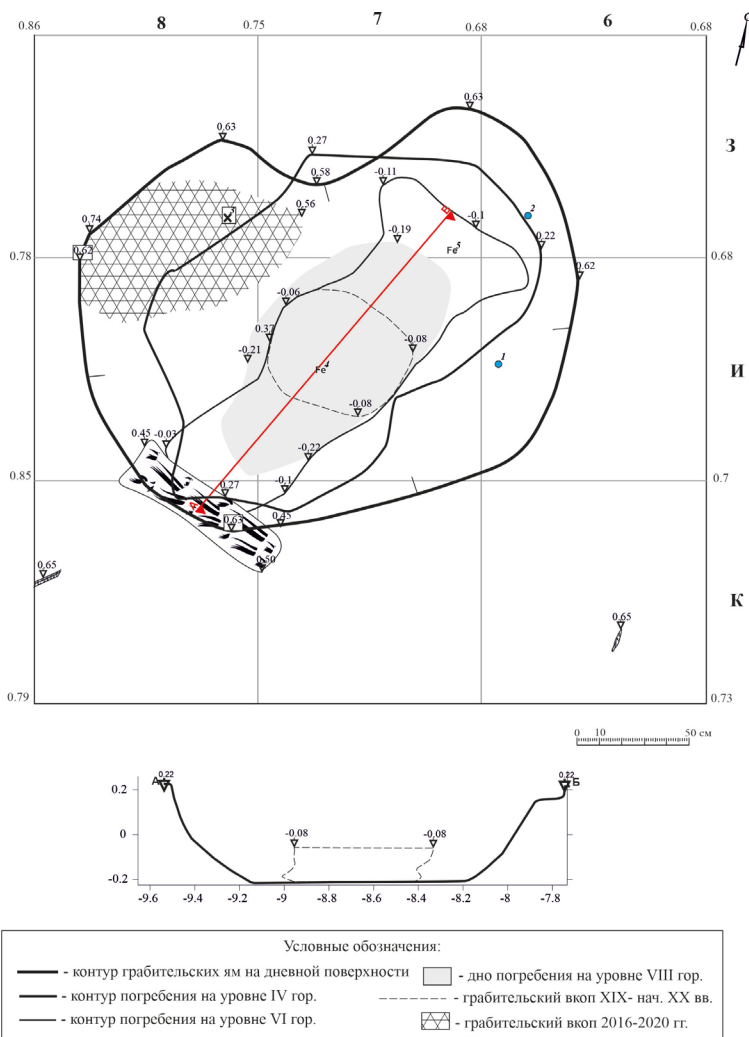 0.86 8 0.75 7 0.68 6 0.68
С
0.63
0.63
0.27
З
0.58
-0.11
0.74
0.56
-0.1
2
-0.19
0.22
0.62
Б
Fe5
0.78
0.68
0.62
-0.06
0.37
-0.08
-0.21
1
Fe4
И
-0.08
0.45
-0.03
-0.22
0.85
0.7
0.27
-0.1
А
0.63
0.45
0.50
0.65
К
0.65
0.79
0.73
0 10 50 см
А 0.22
0.22 Б
0.2
-0.08 -0.08
0
-0.2
-9.6 -9.4 -9.2 -9 -8.8 -8.6 -8.4 -8.2 -8 -7.8
Условные обозначения:
- контур грабительских ям на дневной поверхности
- контур погребения на уровне IV гор.
- контур погребения на уровне VI гор.
- дно погребения на уровне VIII гор.
- грабительский вкоп XIX- нач. XX вв.
- грабительский вкоп 2016-2020 гг.